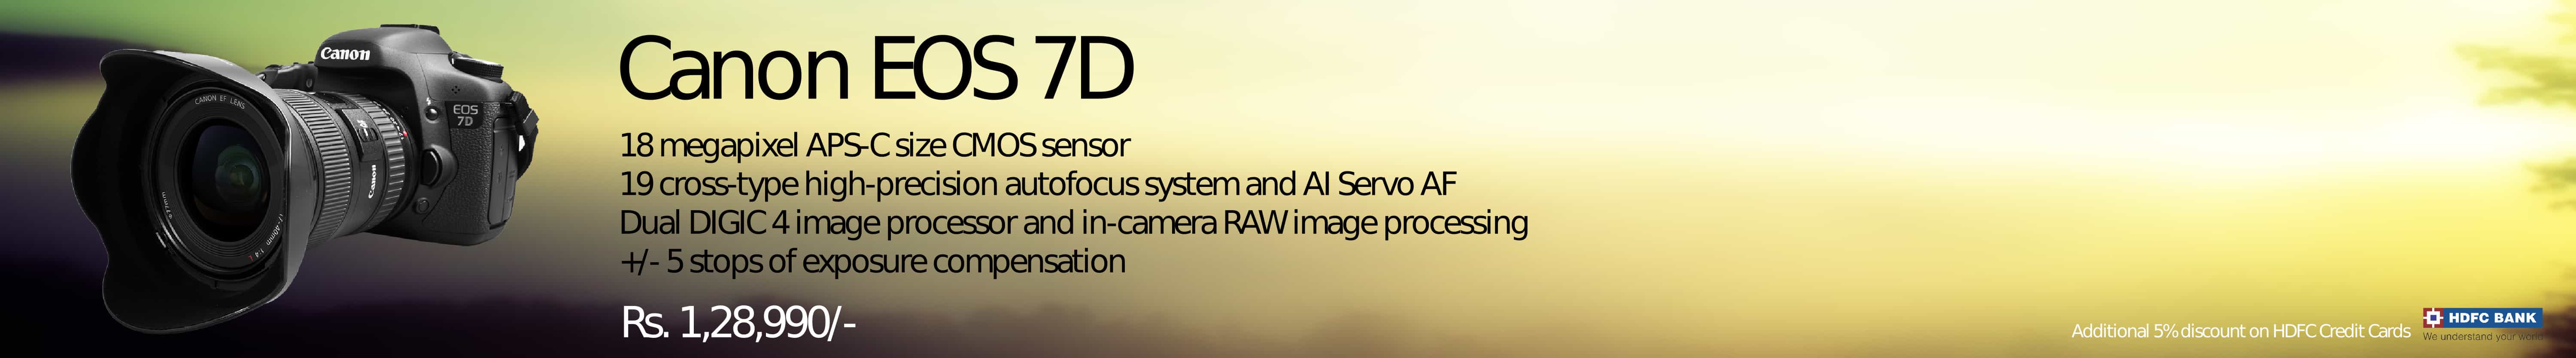 Canon
CANON EF LENS
EOS
7D
Canon
Canon EOS 7D
18 megapixel APS-C size CMOS sensor
19 cross-type high-precision autofocus system and AI Servo AF
Dual DIGIC 4 image processor and in-camera RAW image processing
+/- 5 stops of exposure compensation
Rs. 1,28,990/-
Additional 5% discount on HDFC Credit Cards
HDFC BANK
We understand your world